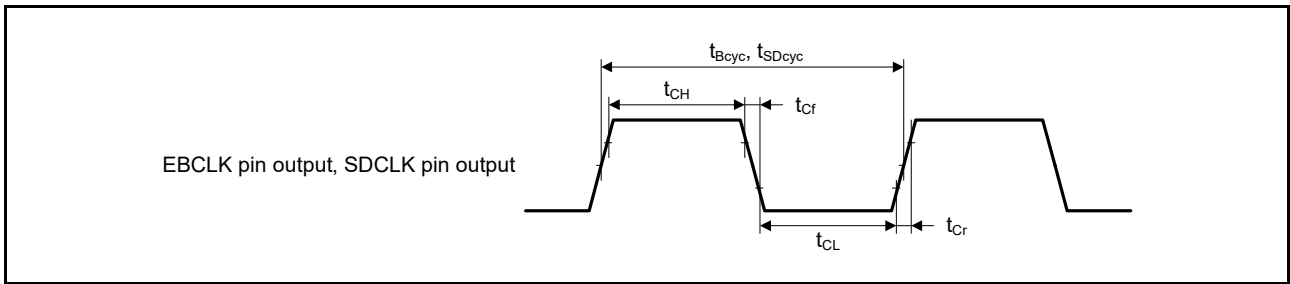 tBcyc, tSDcyc
tCH
tCf
EBCLK pin output, SDCLK pin output
tCL
tCr